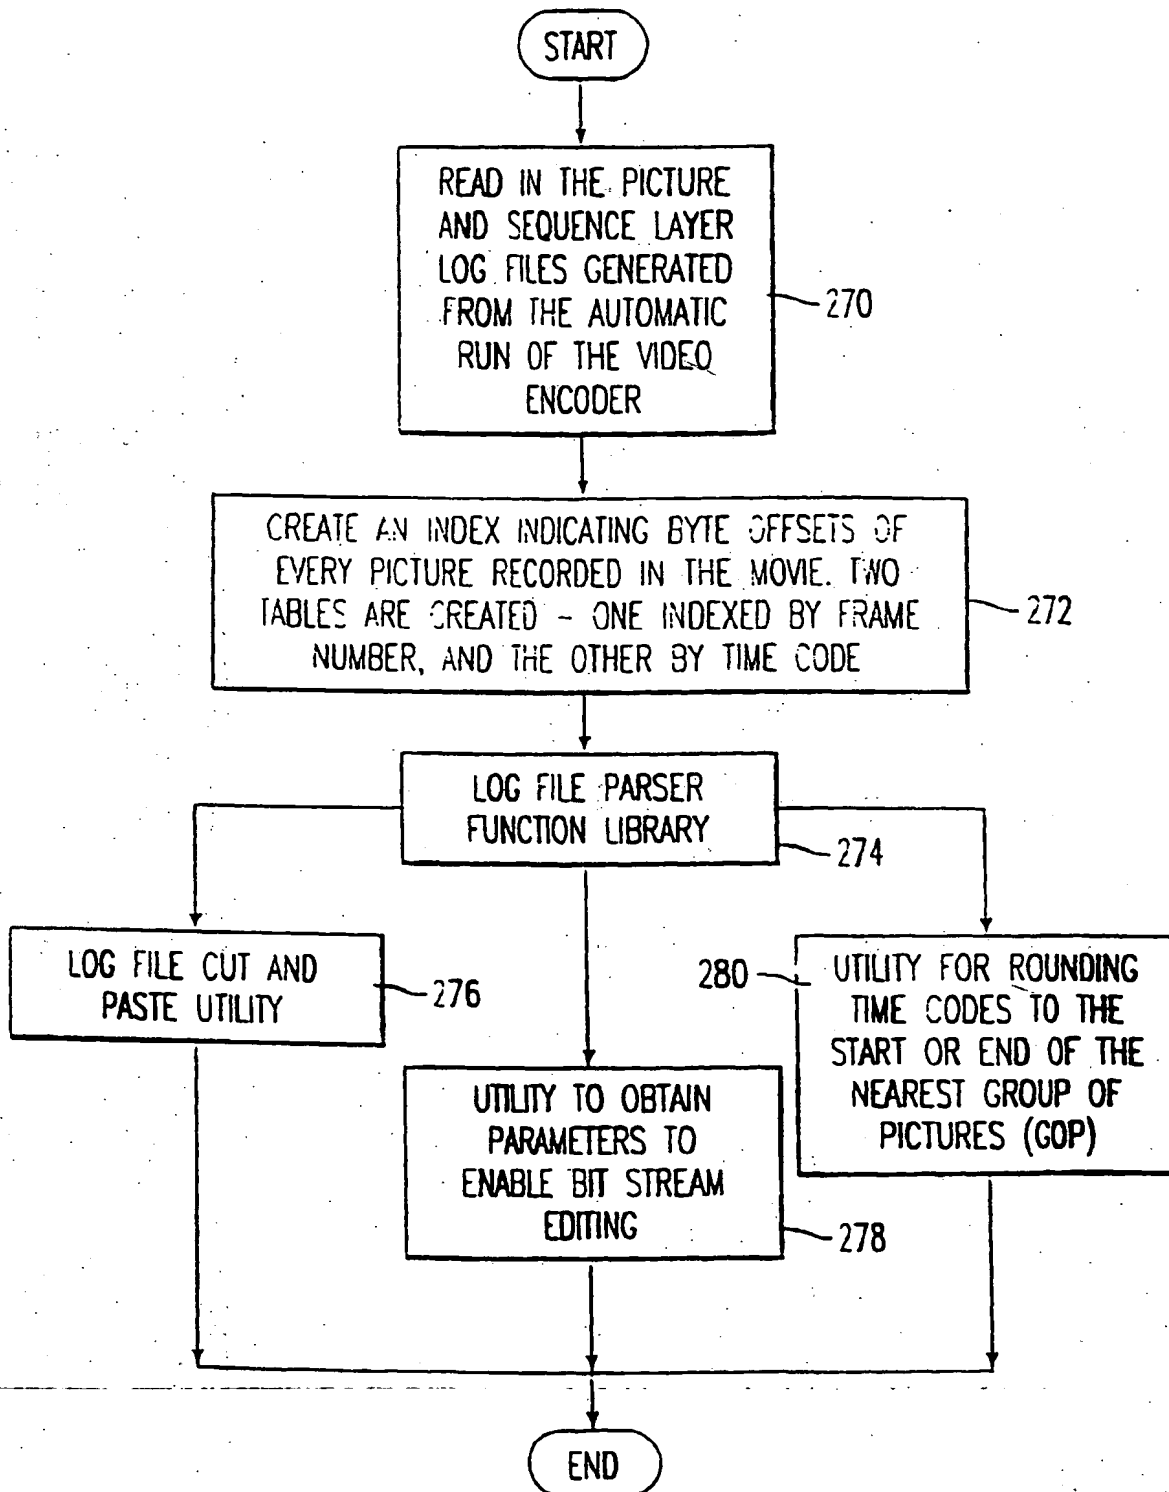 START
READ IN THE PICTURE
AND SEQUENCE LAYER
LOG FILES GENERATED
FROM THE AUTOMATIC
RUN OF THE VIDEO
ENCODER
270
CREATE AN INDEX INDICATING BYTE OFFSETS OF
EVERY PICTURE RECORDED IN THE MOVIE. TWO
TABLES ARE CREATED - ONE INDEXED BY FRAME
NUMBER, AND THE OTHER BY TIME CODE
272
LOG FILE PARSER
FUNCTION LIBRARY
274
LOG FILE CUT AND
PASTE UTILITY
276
UTILITY TO OBTAIN
PARAMETERS TO
ENABLE BIT STREAM
EDITING
278
280
UTILITY FOR ROUNDING
TIME CODES TO THE
START OR END OF THE
NEAREST GROUP OF
PICTURES (GOP)
END